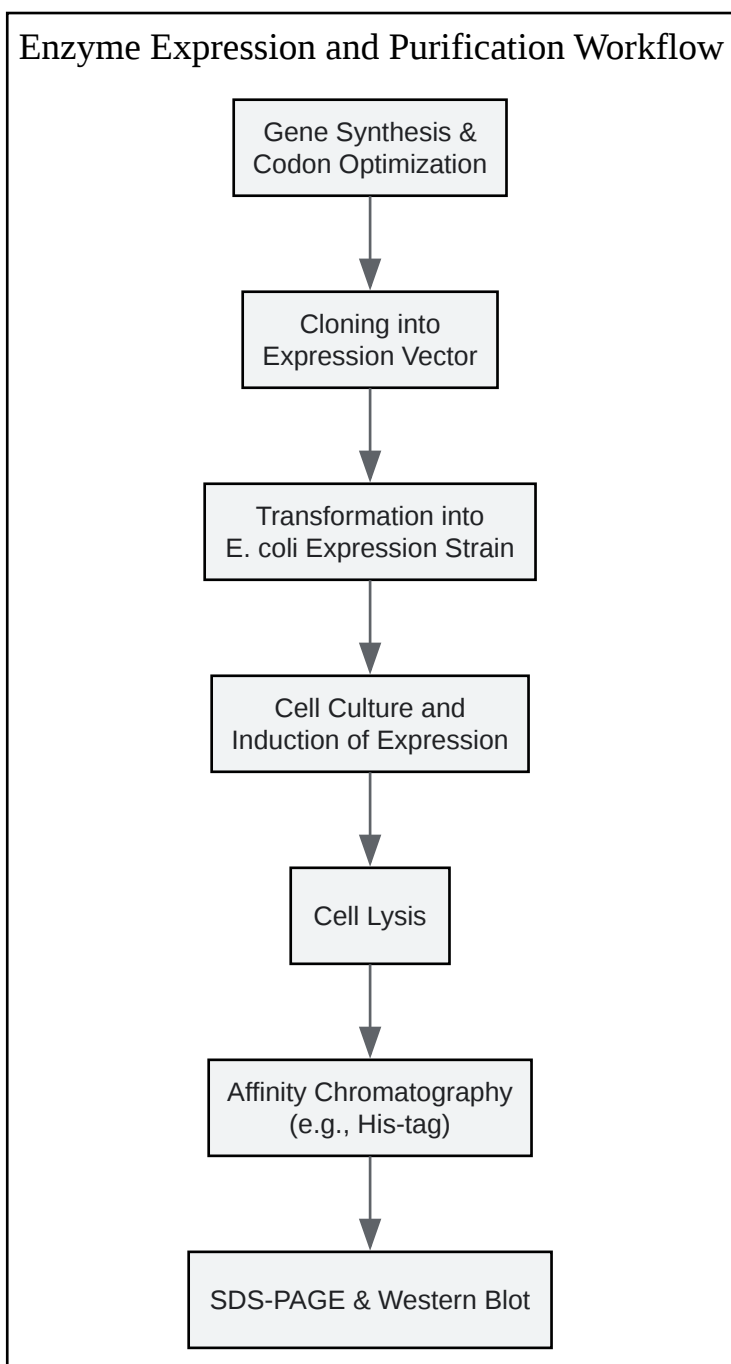 Enzyme Expression and Purification Workflow
Gene Synthesis &
Codon Optimization
Cloning into
Expression Vector
Transformation into
E. coli Expression Strain
Cell Culture and
Induction of Expression
Cell Lysis
Affinity Chromatography
(e.g., His-tag)
SDS-PAGE & Western Blot